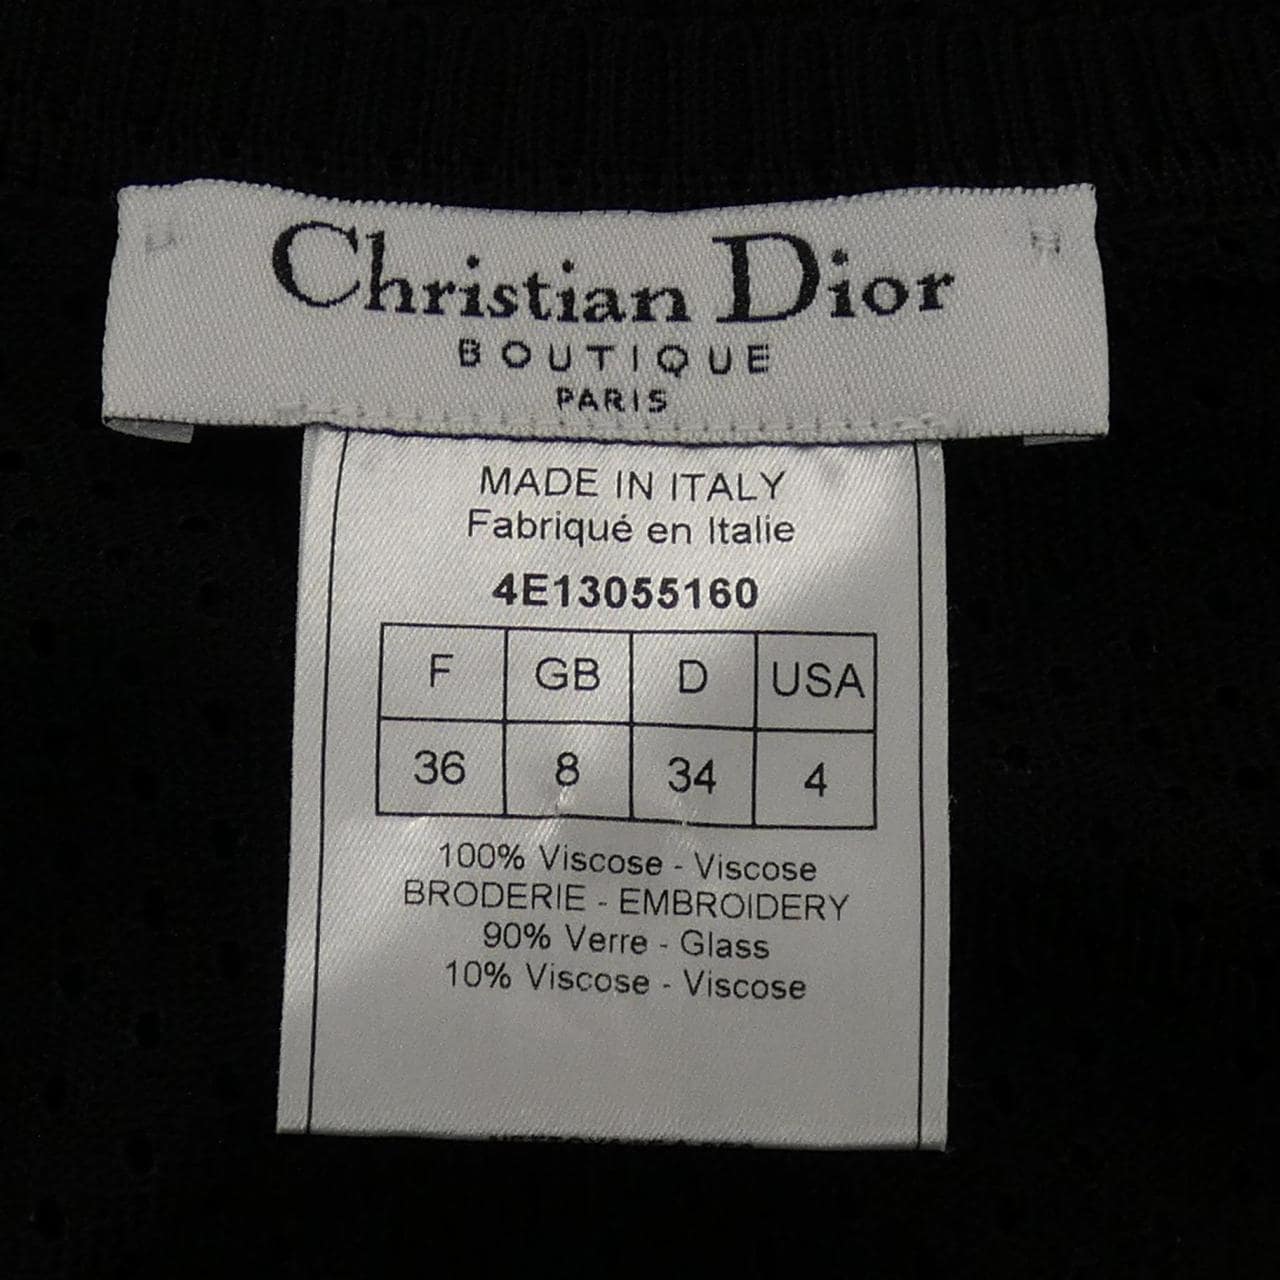 Christian Dior
BOUTIQUE
PARIS
MADE IN ITALY
Fabriqué en Italie
4E13055160
F GB D USA
36 8 34 4
100% Viscose - Viscose
BRODERIE - EMBROIDERY
90% Verre - Glass
10% Viscose - Viscose